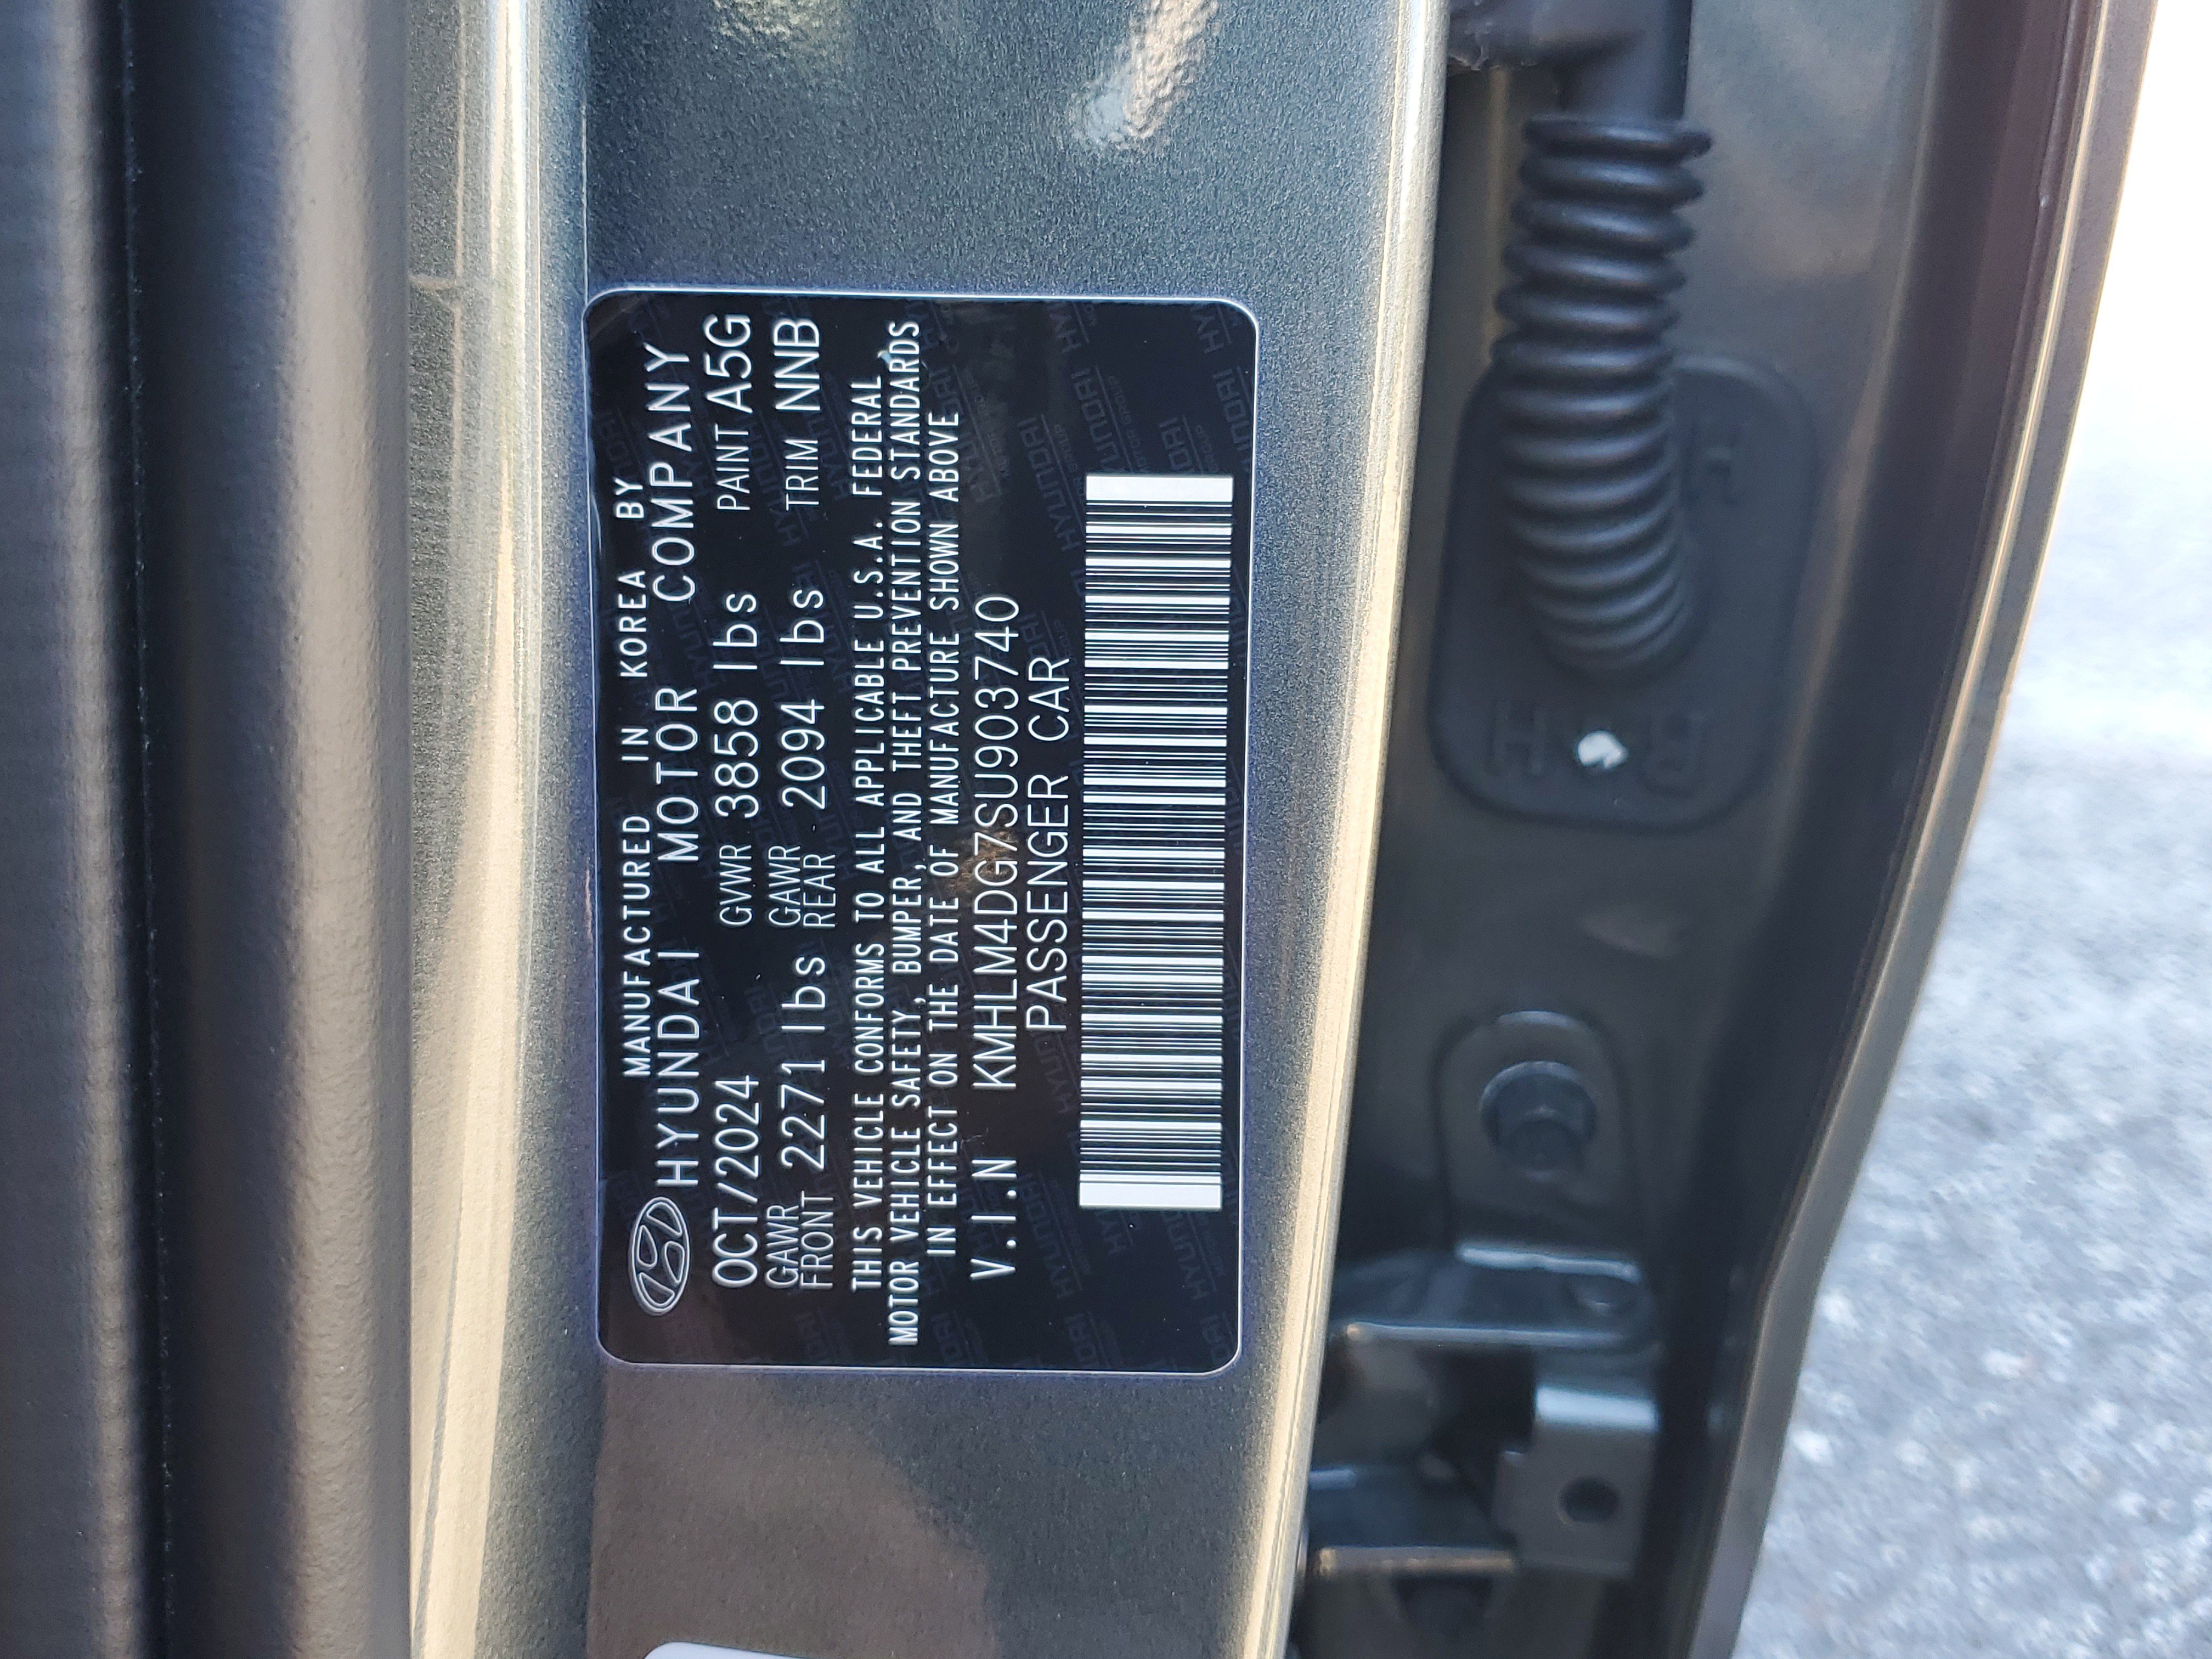 MANUFACTURED IN KOREA BY
HYUNDAI MOTOR COMPANY
OCT/2024 GVWR 3858 lbs PAINT A5G
GAWR FRONT 2271 lbs GAWR REAR 2094 lbs TRIM NNB
THIS VEHICLE CONFORMS TO ALL APPLICABLE U.S.A. FEDERAL
MOTOR VEHICLE SAFETY, BUMPER, AND THEFT PREVENTION STANDARDS
IN EFFECT ON THE DATE OF MANUFACTURE SHOWN ABOVE
V.I.N KMHLM4DG7SU903740
PASSENGER CAR